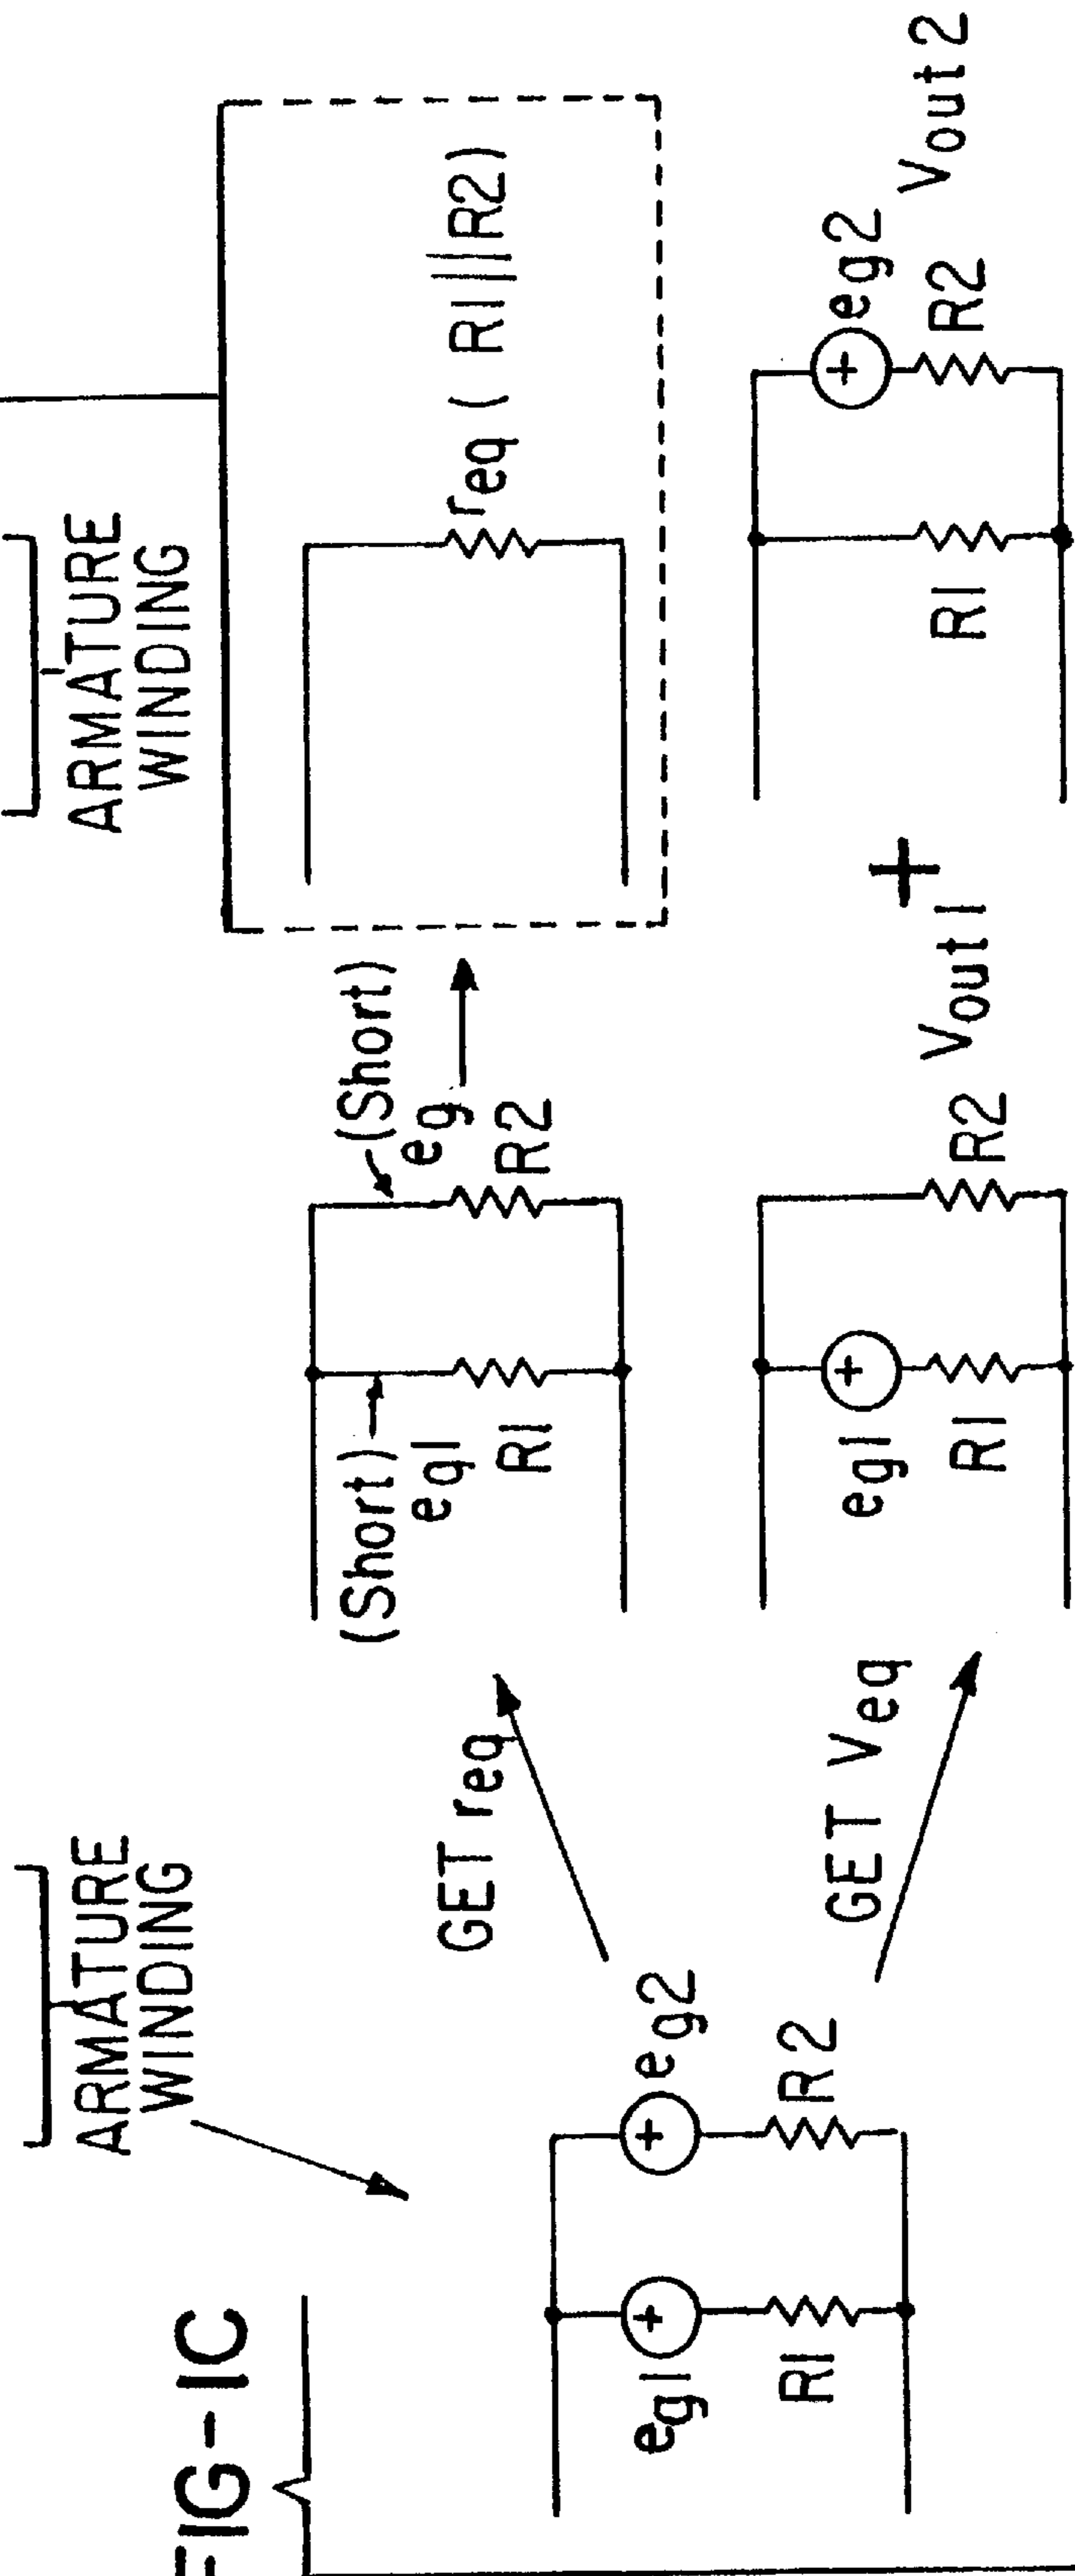 FIG-1C
ARMATURE
WINDING
ARMATURE
WINDING
eg1
R1
eg2
R2
GET req
GET Veq
(Short)
eq1
R1
(Short)
eg
R2
req ( R1||R2)
eg1
R1
R2
Vout1
+
R1
eg2
R2
Vout2